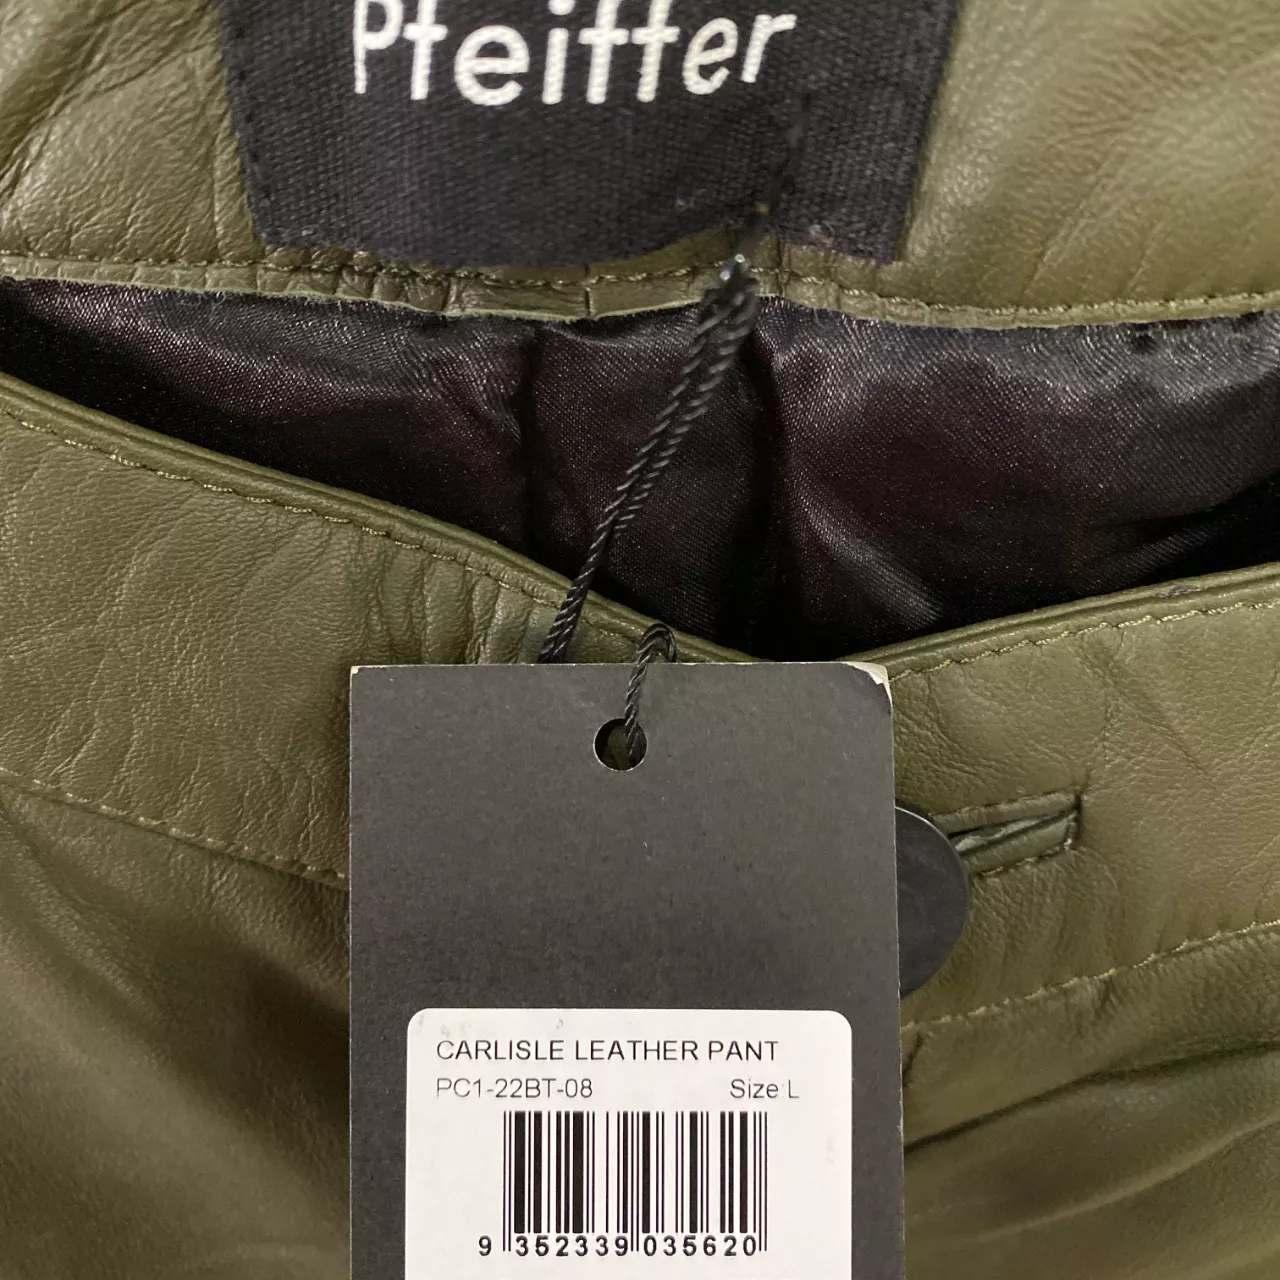 Pfeiffer
CARLISLE LEATHER PANT
PC1-22BT-08 Size L
9 352339 035620